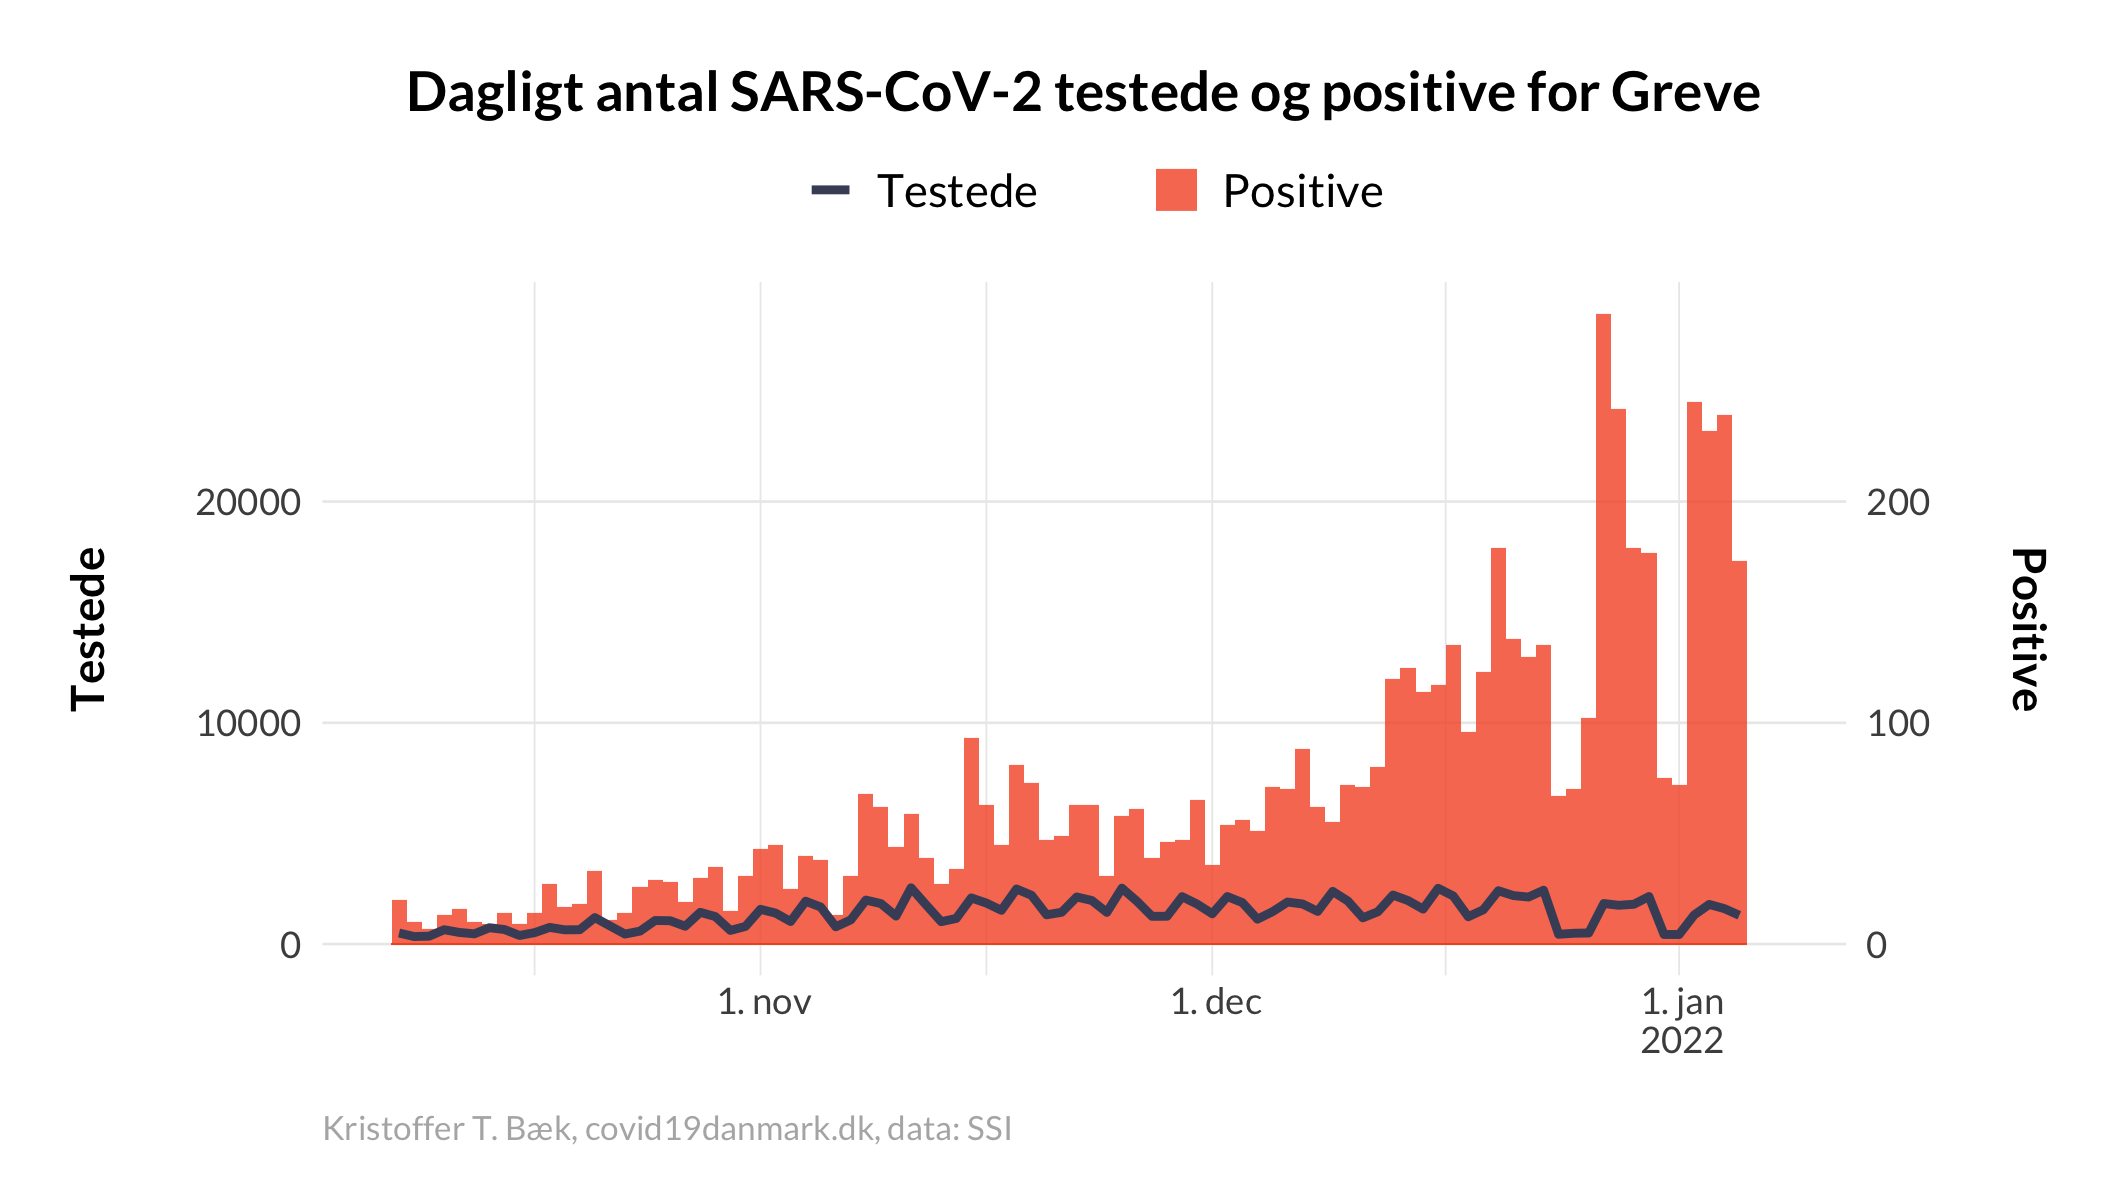 Dagligt antal SARS-CoV-2 testede og positive for Greve
Testede
Positive
20000
10000
0
200
100
0
Testede
Positive
1. nov
1. dec
1. jan
2022
Kristoffer T. Bæk, covid19danmark.dk, data: SSI